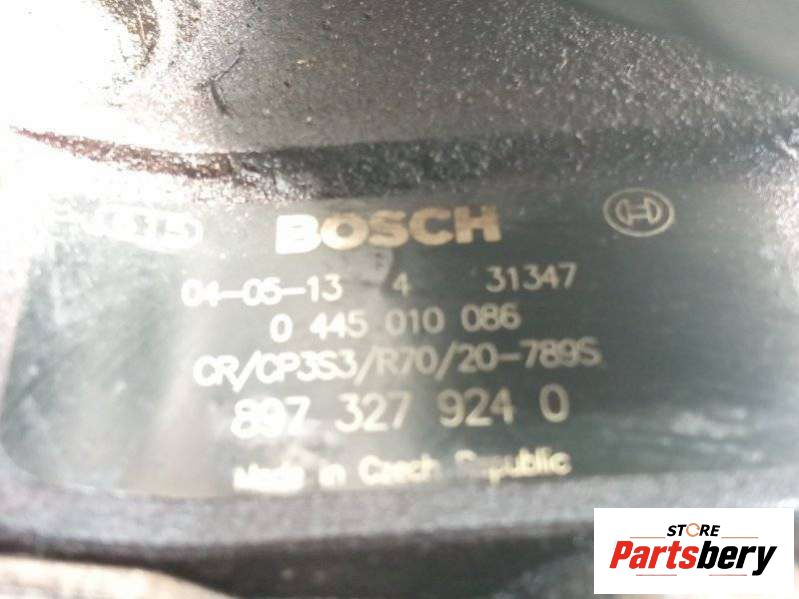 BOSCH
04-05-13 4 31347
0 445 010 086
CR/CP3S3/R70/20-789S
897 327 924 0
Made in Czech Republic
STORE
Partsbery